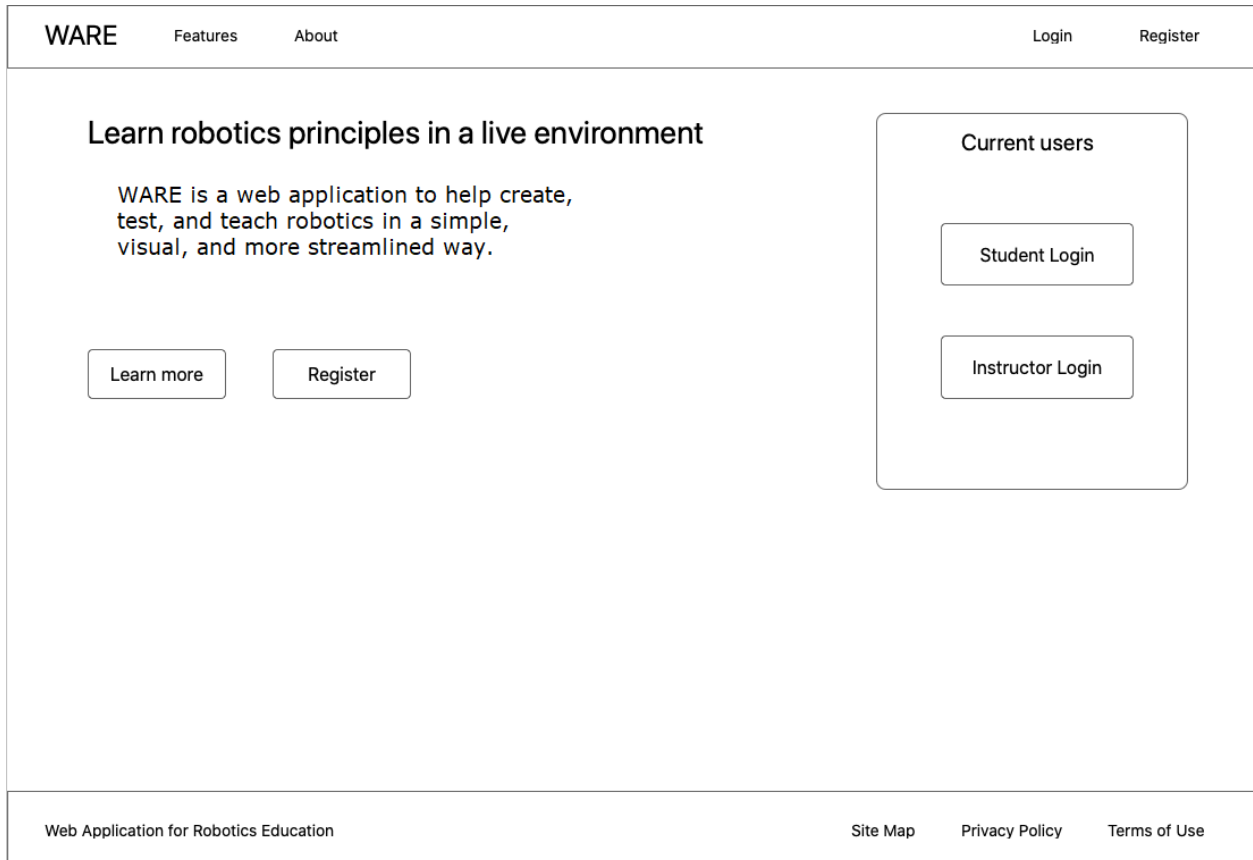 WARE Features About Login Register
Learn robotics principles in a live environment
WARE is a web application to help create,
test, and teach robotics in a simple,
visual, and more streamlined way.
Learn more Register
Current users
Student Login
Instructor Login
Web Application for Robotics Education Site Map Privacy Policy Terms of Use